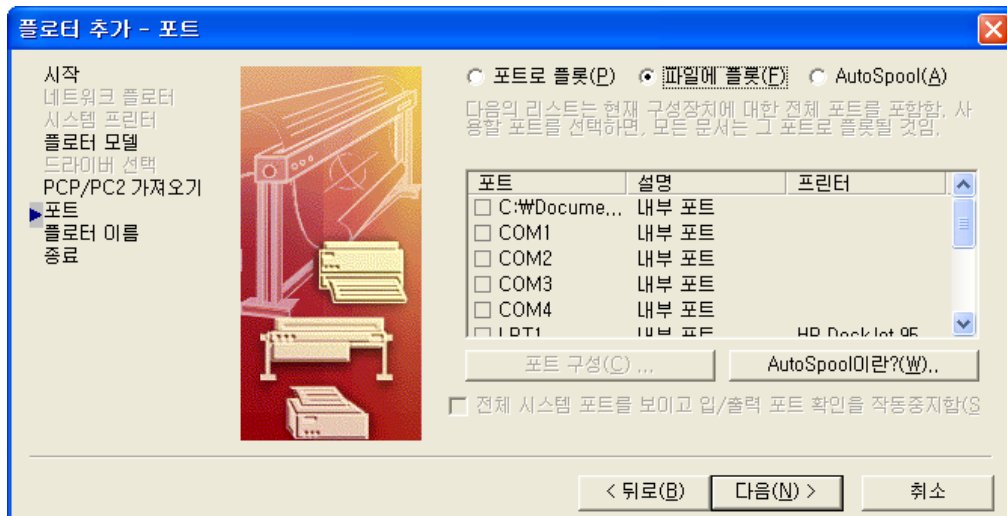 플로터 추가 - 포트
시작
네트워크 플로터
시스템 프린터
플로터 모델
드라이버 선택
PCP/PC2 가져오기
포트
플로터 이름
종료
포트로 플롯(P) 파일에 플롯(F) AutoSpool(A)
다음의 리스트는 현재 구성장치에 대한 전체 포트를 포함함. 사
용할 포트를 선택하면, 모든 문서는 그 포트로 플롯될 것임.
포트 설명 프린터
C:₩Docume... 내부 포트
COM1 내부 포트
COM2 내부 포트
COM3 내부 포트
COM4 내부 포트
LPT1 내부 포트 HP DeskJet 95
포트 구성(C) ... AutoSpool이란?(W)..
전체 시스템 포트를 보이고 입/출력 포트 확인을 작동중지함(S
< 뒤로(B) 다음(N) > 취소